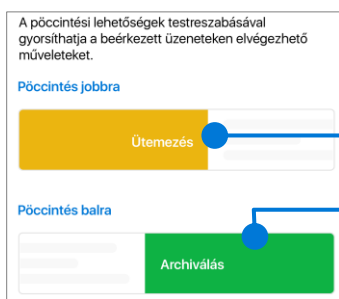 A pöccintési lehetőségek testreszabásával
gyorsíthatja a beérkezett üzeneteken elvégezhető
műveleteket.
Pöccintés jobbra
Ütemezés
Pöccintés balra
Archiválás